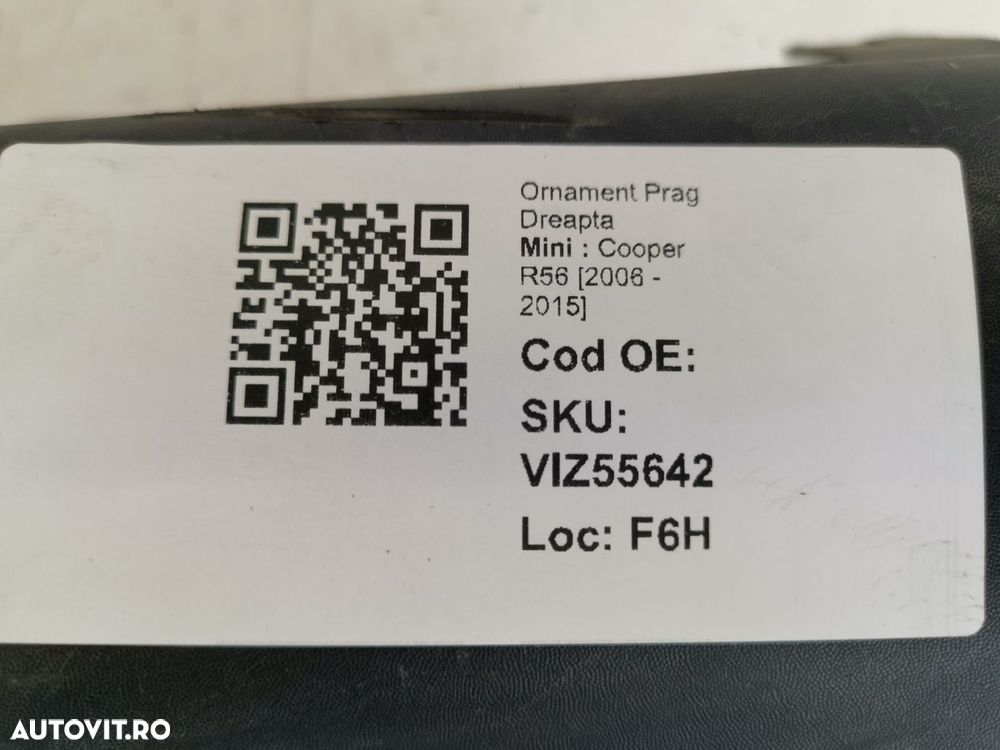 Ornament Prag
Dreapta
Mini : Cooper
R56 [2006 -
2015]
Cod OE:
SKU:
VIZ55642
Loc: F6H
AUTOVIT.RO